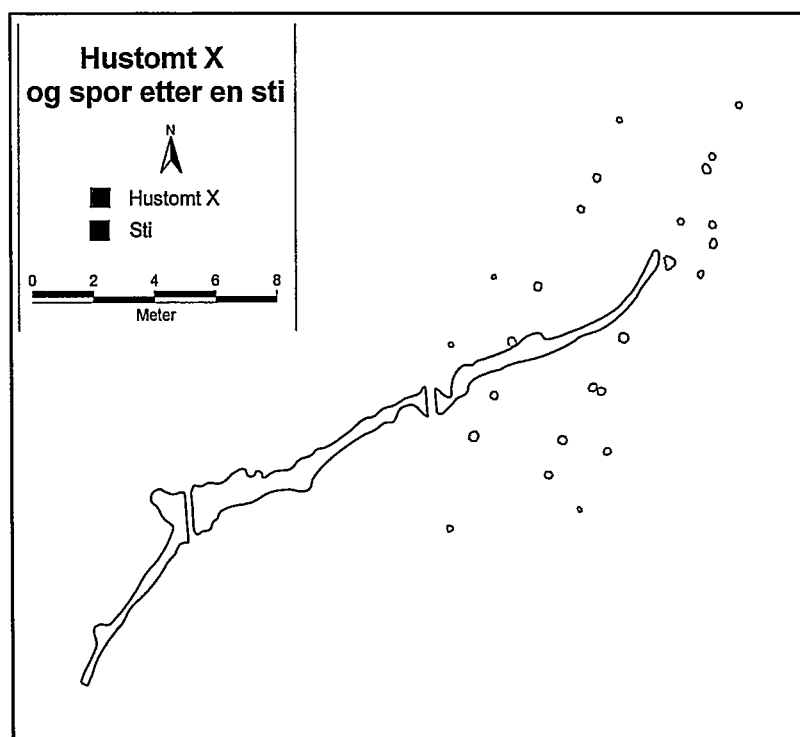 Hustomt X
og spor etter en sti
N
Hustomt X
Sti
0 2 4 6 8
Meter